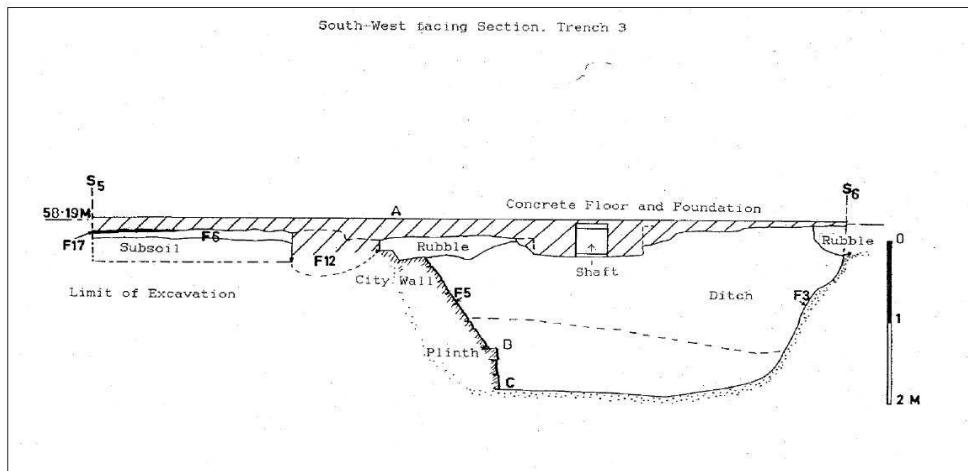 South-West facing Section. Trench 3
S5
S6
58·19M
A
Concrete Floor and Foundation
F17
F6
Subsoil
F12
Rubble
Shaft
Rubble
0
City Wall
Limit of Excavation
F5
Ditch
F3
1
Plinth
B
C
2 M